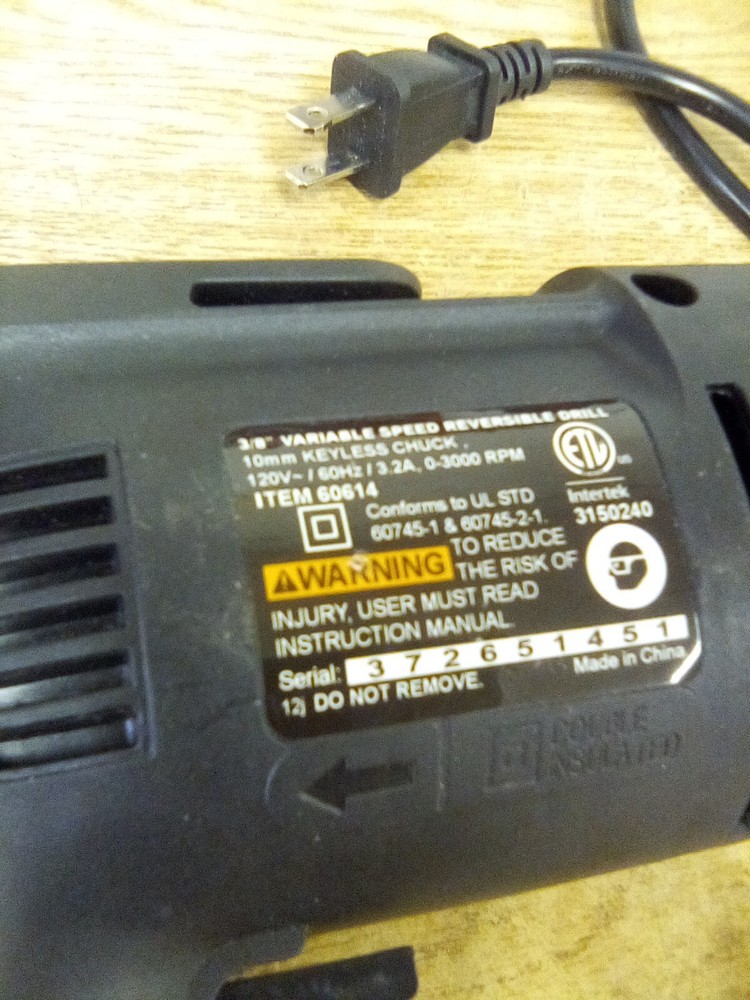 3/8" VARIABLE SPEED REVERSIBLE DRILL
10mm KEYLESS CHUCK .
120V~ / 60Hz / 3.2A, 0-3000 RPM
ITEM 60614
Conforms to UL STD
60745-1 & 60745-2-1.
ETL
us
Intertek
3150240
WARNING TO REDUCE
THE RISK OF
INJURY, USER MUST READ
INSTRUCTION MANUAL.
Serial: 3 7 2 6 5 1 4 5 1
12j DO NOT REMOVE.
Made in China
DOUBLE
INSULATED